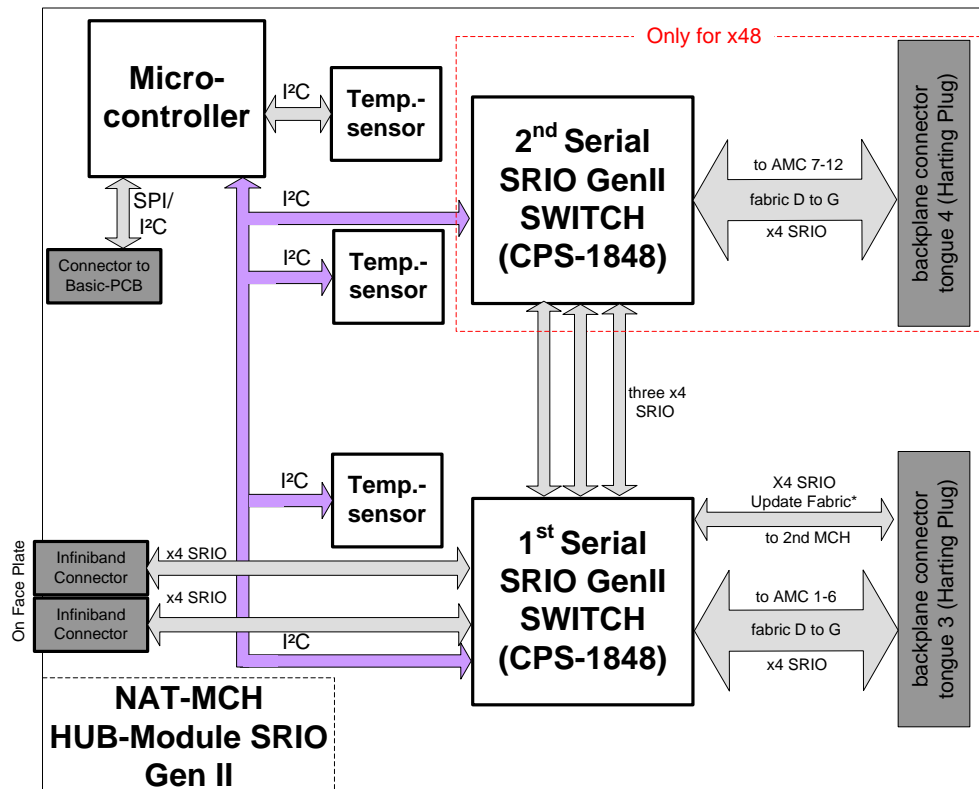 Only for x48
Micro-
controller
I²C
Temp.-
sensor
2nd Serial
SRIO GenII
SWITCH
(CPS-1848)
to AMC 7-12
fabric D to G
x4 SRIO
backplane connector
tongue 4 (Harting Plug)
SPI/
I²C
I²C
Connector to
Basic-PCB
I²C
Temp.-
sensor
three x4
SRIO
I²C
Temp.-
sensor
X4 SRIO
Update Fabric*
to 2nd MCH
1st Serial
SRIO GenII
SWITCH
(CPS-1848)
On Face Plate
Infiniband
Connector
x4 SRIO
Infiniband
Connector
x4 SRIO
I²C
to AMC 1-6
fabric D to G
x4 SRIO
backplane connector
tongue 3 (Harting Plug)
NAT-MCH
HUB-Module SRIO
Gen II